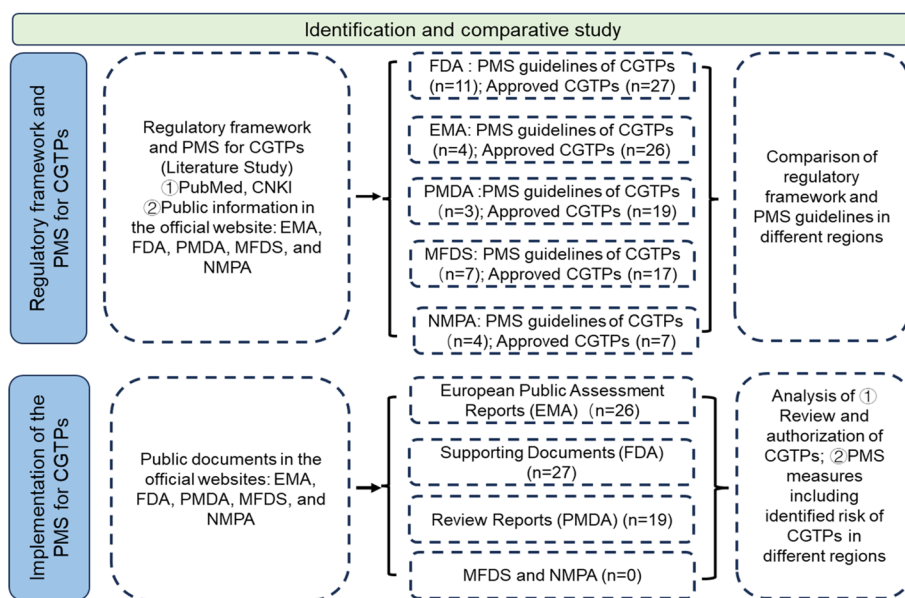 Identification and comparative study
Regulatory framework and
PMS for CGTPs
Regulatory framework
and PMS for CGTPs
(Literature Study)
①PubMed, CNKI
②Public information in
the official website: EMA,
FDA, PMDA, MFDS, and
NMPA
FDA : PMS guidelines of CGTPs
(n=11); Approved CGTPs (n=27)
EMA: PMS guidelines of CGTPs
(n=4); Approved CGTPs (n=26)
PMDA :PMS guidelines of CGTPs
(n=3); Approved CGTPs (n=19)
MFDS: PMS guidelines of CGTPs
(n=7); Approved CGTPs (n=17)
NMPA: PMS guidelines of CGTPs
(n=4); Approved CGTPs (n=7)
Comparison of
regulatory
framework and
PMS guidelines in
different regions
Implementation of the
PMS for CGTPs
Public documents in the
official websites: EMA,
FDA, PMDA, MFDS, and
NMPA
European Public Assessment
Reports (EMA) (n=26)
Supporting Documents (FDA)
(n=27)
Review Reports (PMDA) (n=19)
MFDS and NMPA (n=0)
Analysis of ①
Review and
authorization of
CGTPs; ②PMS
measures
including
identified risk of
CGTPs in
different regions